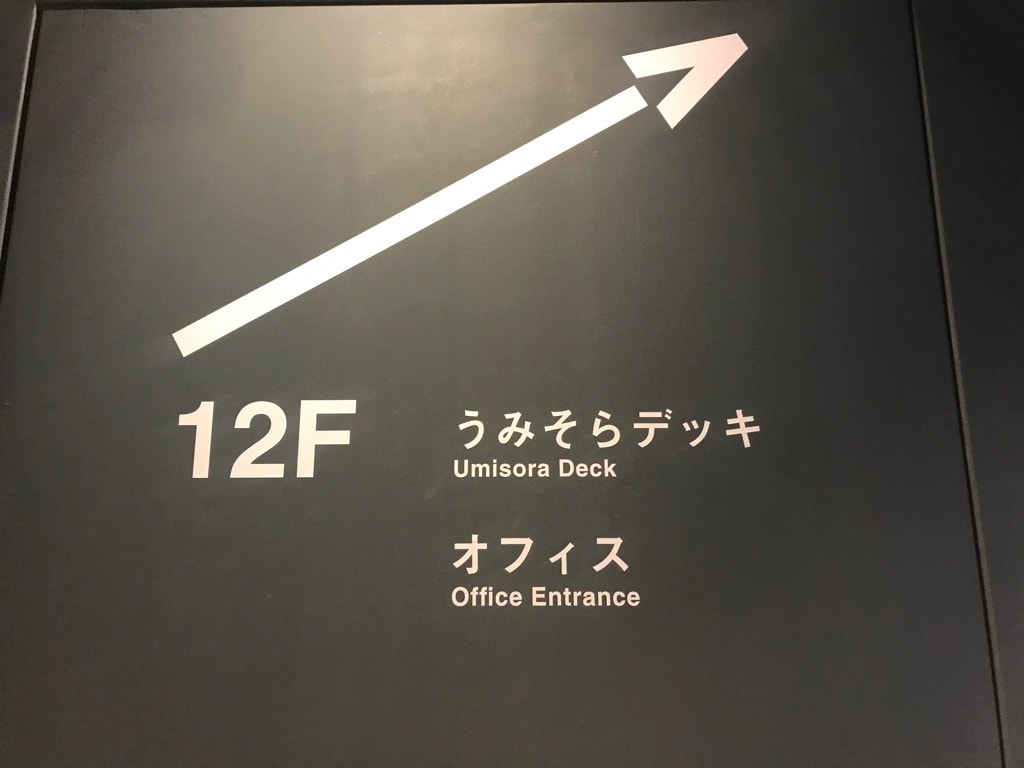 12F
うみそらデッキ
Umisora Deck
オフィス
Office Entrance